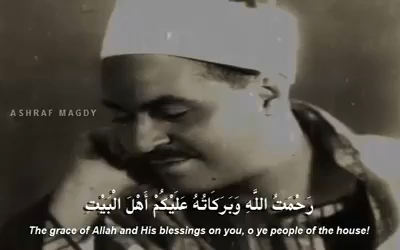 ASHRAF MAGDY
رَحْمَتُ اللَّهِ وَبَرَكَاتُهُ عَلَيْكُمْ أَهْلَ الْبَيْتِ
The grace of Allah and His blessings on you, o ye people of the house!